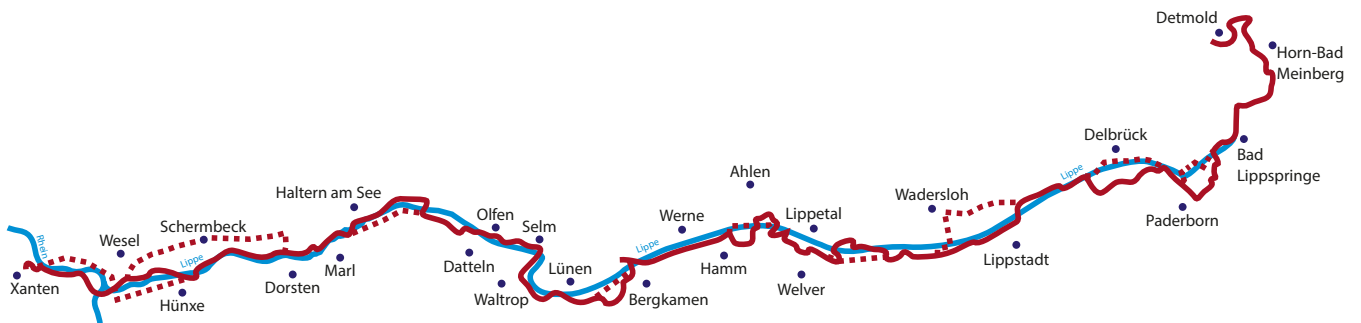 Detmold
Horn-Bad
Meinberg
Delbrück
Bad
Lippspringe
Lippe
Ahlen
Wadersloh
Paderborn
Haltern am See
Schermbeck
Olfen
Werne
Lippetal
Wesel
Selm
Rhein
Lippe
Lippe
Xanten
Hünxe
Dorsten
Marl
Datteln
Waltrop
Lünen
Bergkamen
Hamm
Welver
Lippstadt